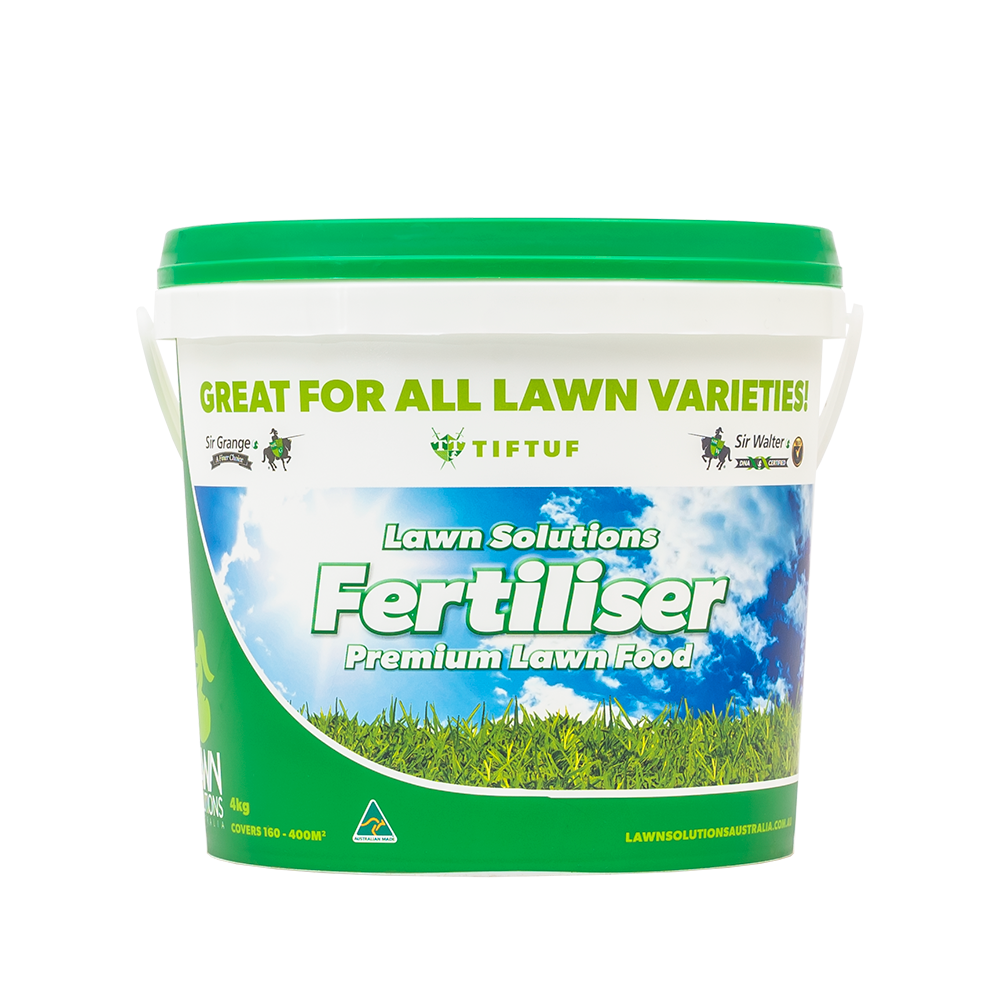 GREAT FOR ALL LAWN VARIETIES!
Sir Grange
A Finer Choice
TIFTUF
Sir Walter
DNA CERTIFIED
Lawn Solutions
Fertiliser
Premium Lawn Food
4kg
COVERS 160 - 400M²
AUSTRALIAN MADE
LAWNSOLUTIONSAUSTRALIA.COM.AU